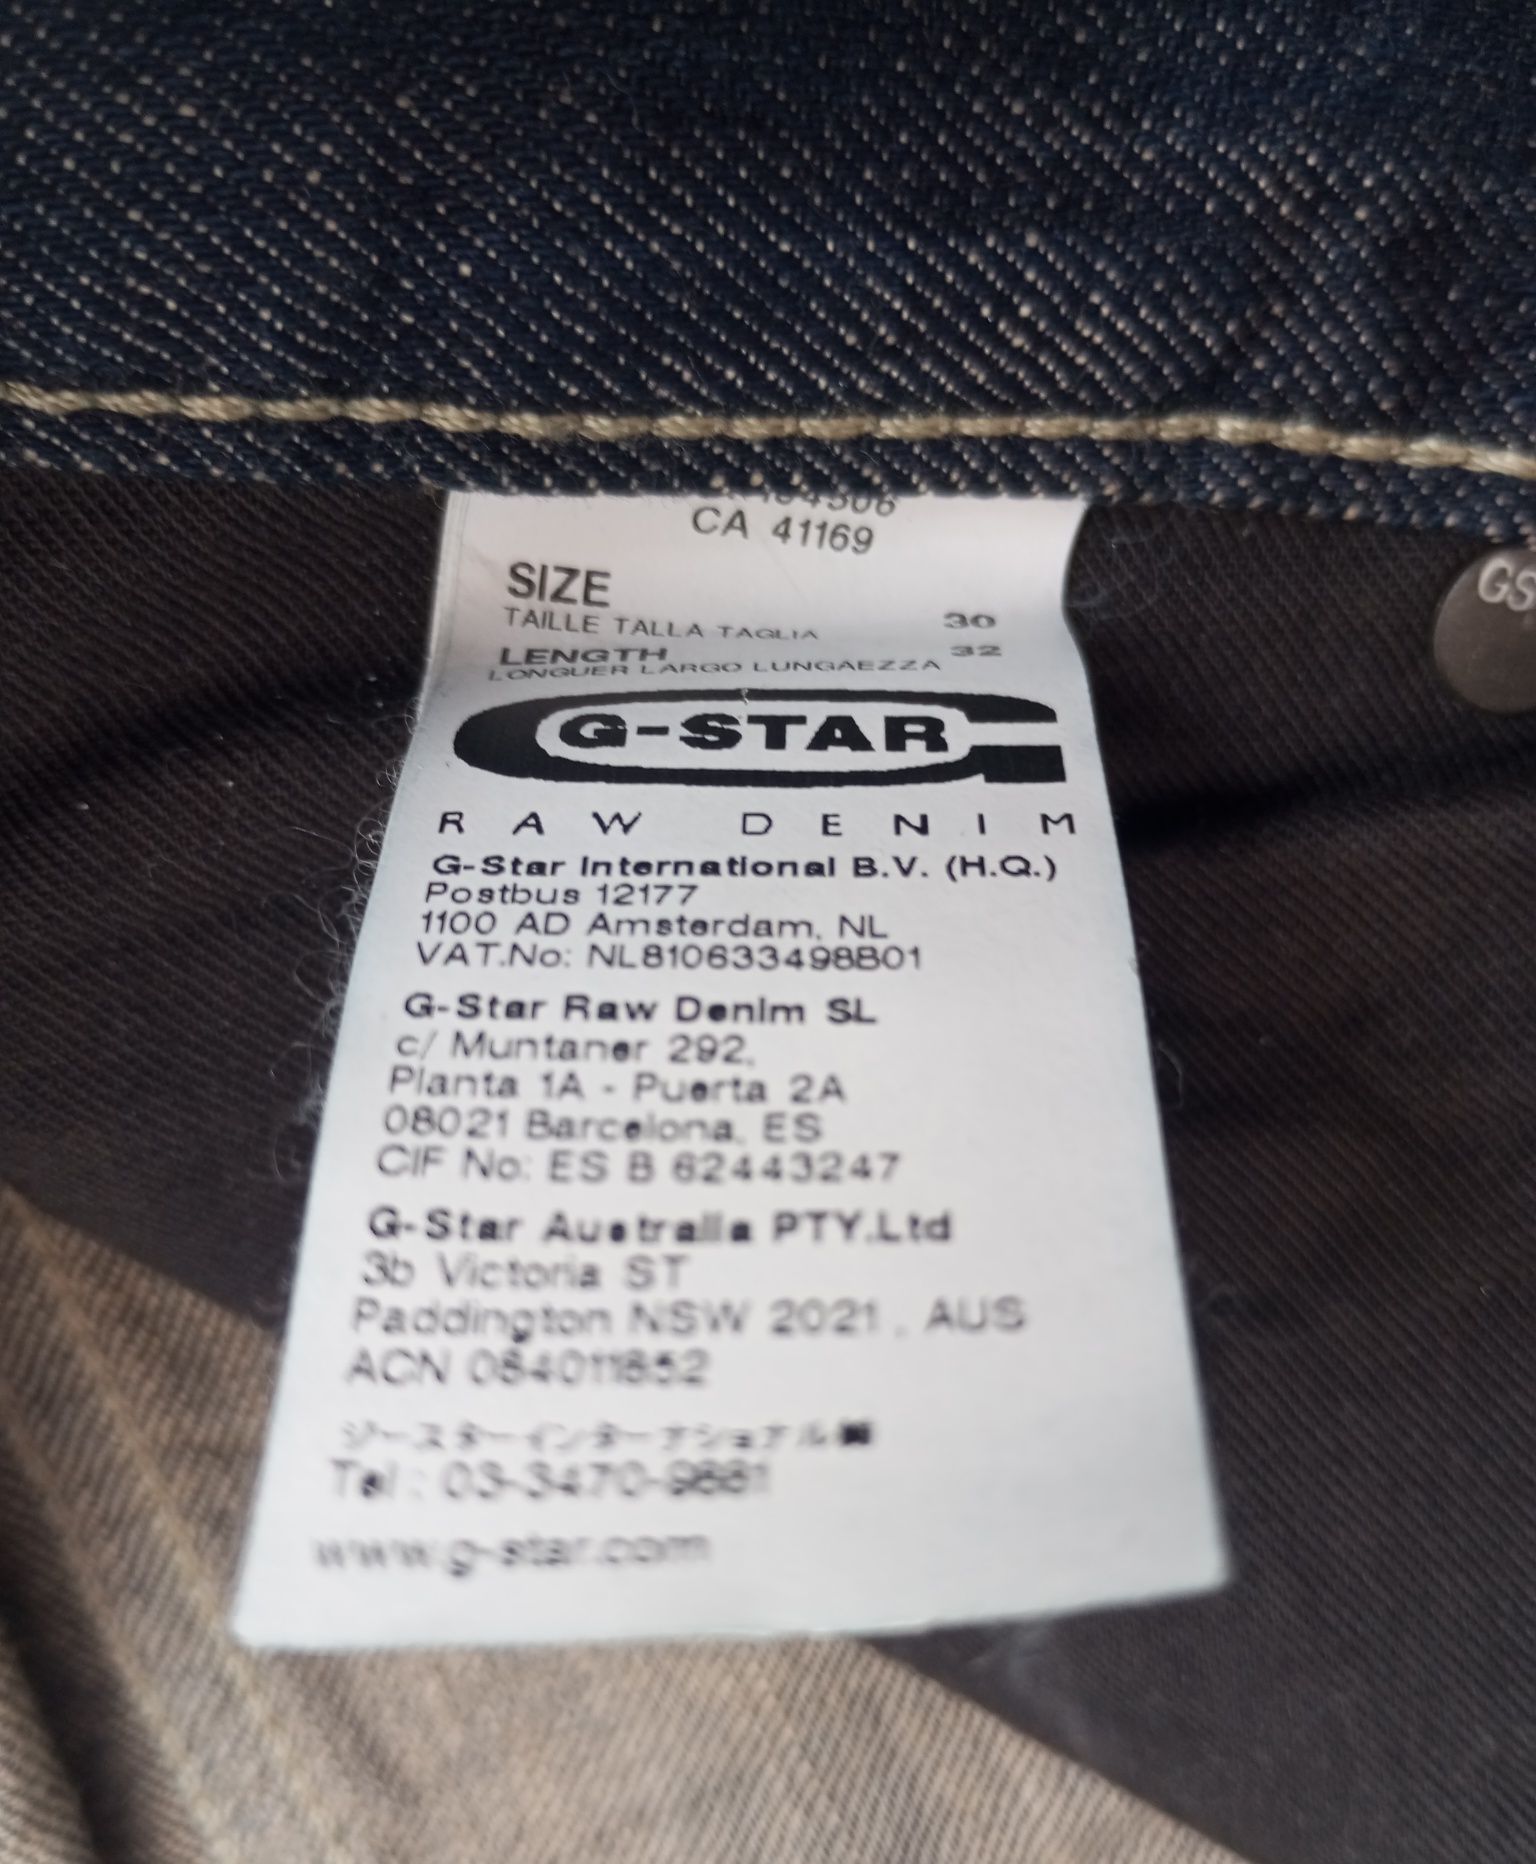 CA 41169
SIZE
TAILLE TALLA TAGLIA 30
LENGTH 32
LONGUER LARGO LUNGAEZZA
G-STAR
RAW DENIM
G-Star International B.V. (H.Q.)
Postbus 12177
1100 AD Amsterdam, NL
VAT.No: NL810633498B01
G-Star Raw Denim SL
c/ Muntaner 292,
Planta 1A - Puerta 2A
08021 Barcelona, ES
CIF No: ES B 62443247
G-Star Australia PTY.Ltd
3b Victoria ST
Paddington NSW 2021 , AUS
ACN 084011852
ジースターインターナショナル
Tel : 03-3470-9881
www.g-star.com
GS